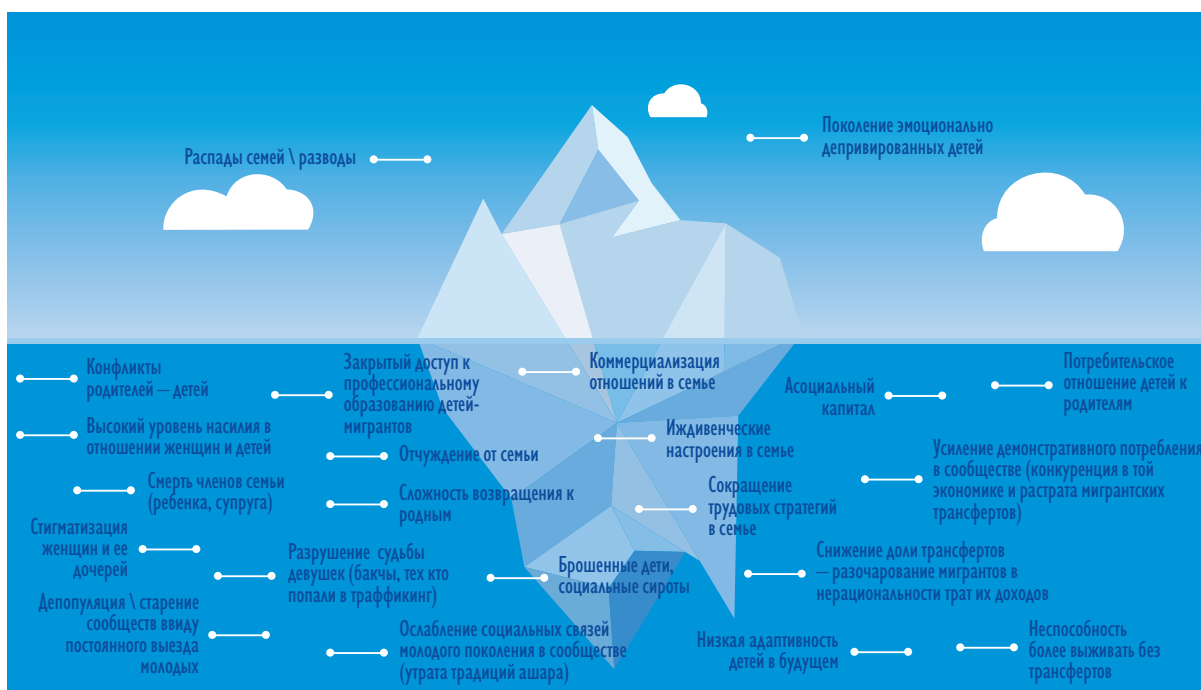 Поколение эмоционально
депривированных детей
Распады семей \ разводы
Конфликты
родителей — детей
Закрытый доступ к
профессиональному
образованию детей-
мигрантов
Коммерциализация
отношений в семье
Асоциальный
капитал
Потребительское
отношение детей к
родителям
Высокий уровень насилия в
отношении женщин и детей
Отчуждение от семьи
Иждивенческие
настроения в семье
Усиление демонстративного потребления
в сообществе (конкуренция в той
экономике и растрата мигрантских
трансфертов)
Смерть членов семьи
(ребенка, супруга)
Сложность возвращения к
родным
Сокращение
трудовых стратегий
в семье
Стигматизация
женщин и ее
дочерей
Разрушение судьбы
девушек (бакчы, тех кто
попали в траффикинг)
Брошенные дети,
социальные сироты
Снижение доли трансфертов
— разочарование мигрантов в
нерациональности трат их доходов
Депопуляция \ старение
сообществ ввиду
постоянного выезда
молодых
Ослабление социальных связей
молодого поколения в сообществе
(утрата традиций ашара)
Низкая адаптивность
детей в будущем
Неспособность
более выживать без
трансфертов